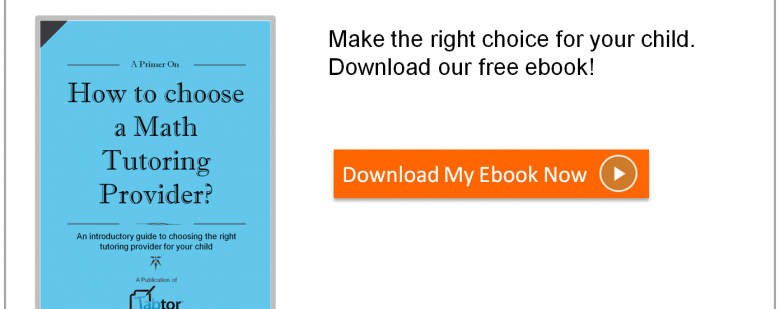 A Primer On
How to choose
a Math
Tutoring
Provider?
An introductory guide to choosing the right
tutoring provider for your child
A Publication of
Tabtor
Make the right choice for your child.
Download our free ebook!
Download My Ebook Now